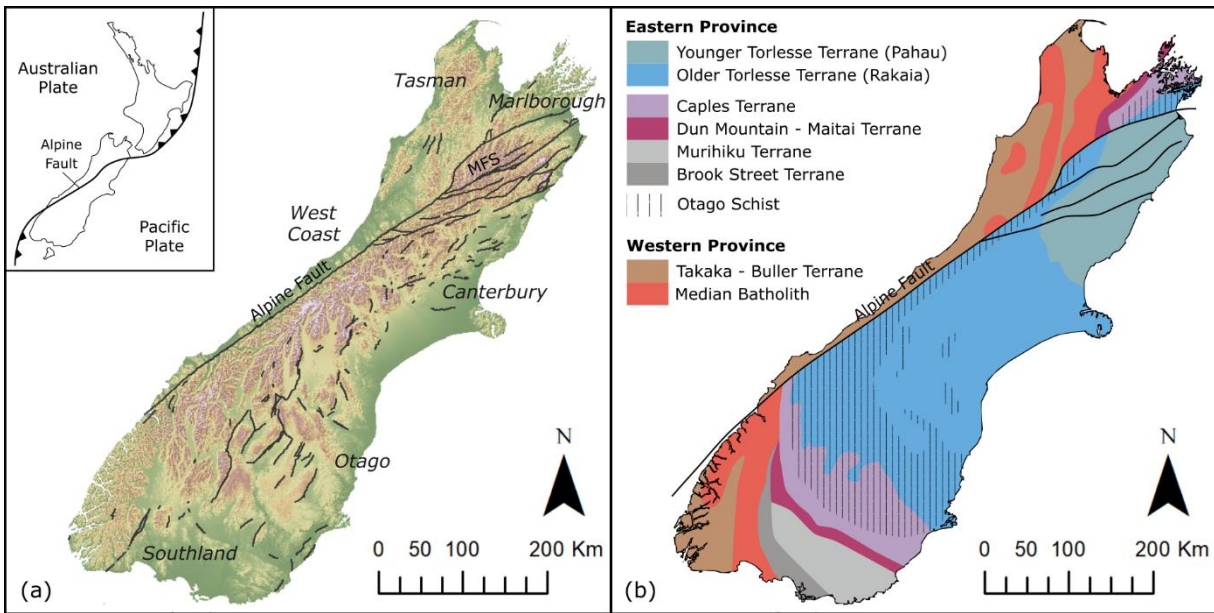 Australian
Plate
Alpine
Fault
Pacific
Plate
Tasman
Marlborough
MFS
West
Coast
Alpine Fault
Canterbury
Otago
Southland
N
0 50 100 200 Km
(a)
Eastern Province
Younger Torlesse Terrane (Pahau)
Older Torlesse Terrane (Rakaia)
Caples Terrane
Dun Mountain - Maitai Terrane
Murihiku Terrane
Brook Street Terrane
Otago Schist
Western Province
Takaka - Buller Terrane
Median Batholith
Alpine Fault
N
0 50 100 200 Km
(b)